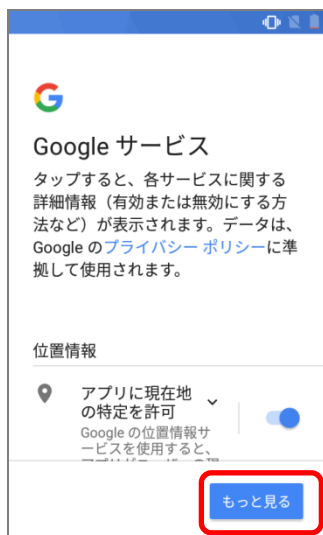 Google サービス
タップすると、各サービスに関する
詳細情報（有効または無効にする方
法など）が表示されます。データは、
Google のプライバシー ポリシーに準
拠して使用されます。
位置情報
アプリに現在地
の特定を許可
Google の位置情報サ
ービスを使用すると、
もっと見る